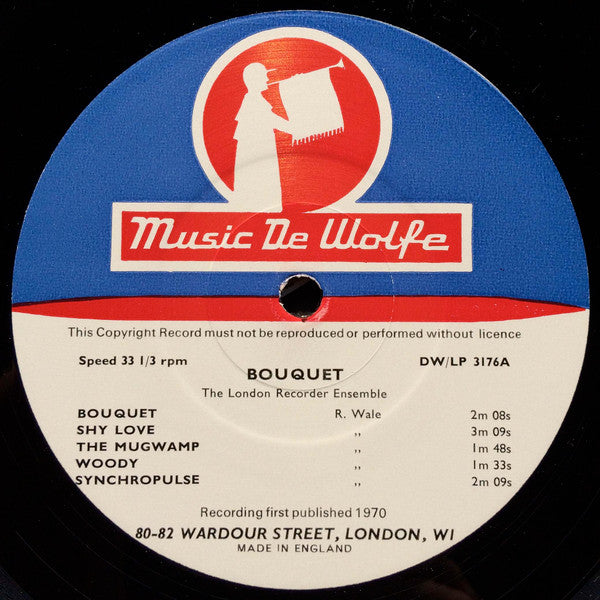 Music De Wolfe
This Copyright Record must not be reproduced or performed without licence
Speed 33 1/3 rpm DW/LP 3176A
BOUQUET
The London Recorder Ensemble
BOUQUET R. Wale 2m 08s
SHY LOVE ,, 3m 09s
THE MUGWAMP ,, 1m 48s
WOODY ,, 1m 33s
SYNCHROPULSE ,, 2m 09s
Recording first published 1970
80-82 WARDOUR STREET, LONDON, W1
MADE IN ENGLAND